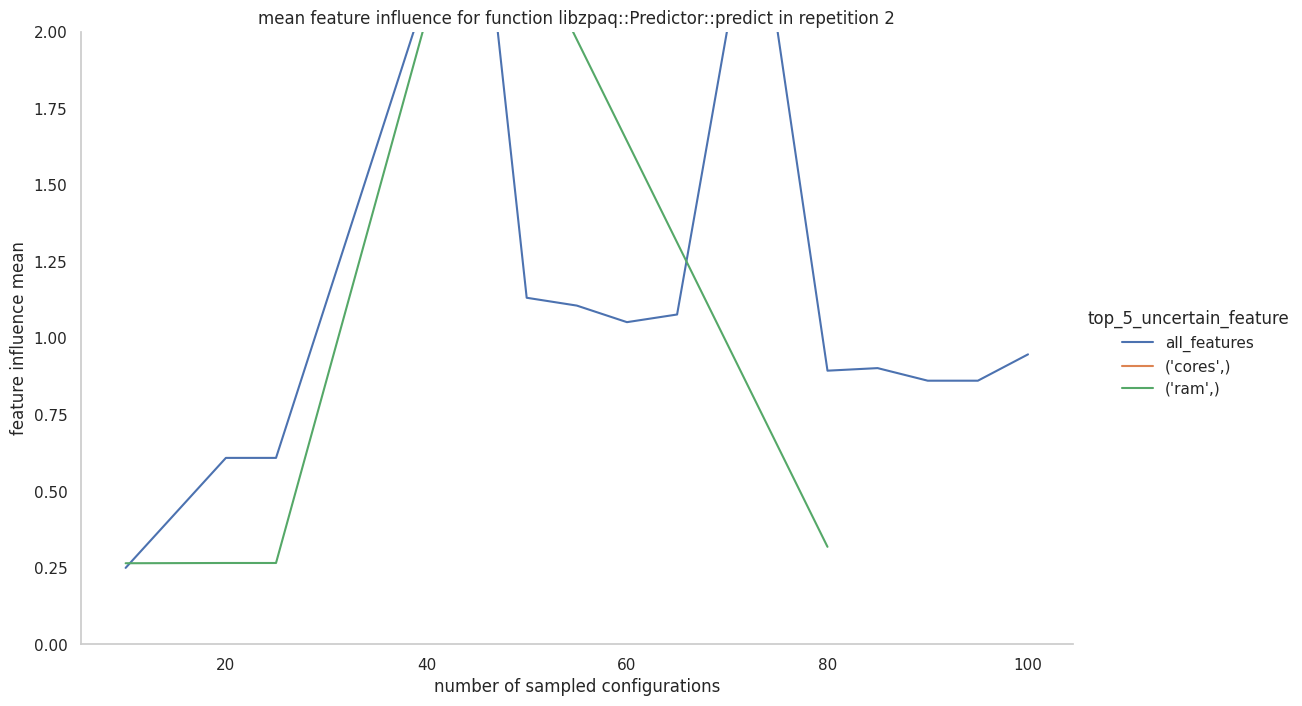 mean feature influence for function libzpaq::Predictor::predict in repetition 2
2.00
1.75
1.50
1.25
1.00
0.75
0.50
0.25
0.00
feature influence mean
20
40
60
80
100
number of sampled configurations
top_5_uncertain_feature
all_features
('cores',)
('ram',)